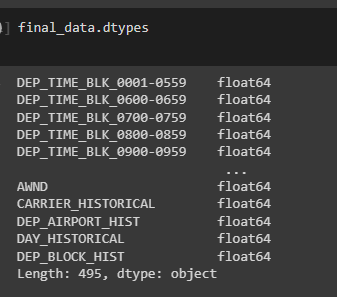 ] final_data.dtypes
DEP_TIME_BLK_0001-0559 float64
DEP_TIME_BLK_0600-0659 float64
DEP_TIME_BLK_0700-0759 float64
DEP_TIME_BLK_0800-0859 float64
DEP_TIME_BLK_0900-0959 float64
...
AWND float64
CARRIER_HISTORICAL float64
DEP_AIRPORT_HIST float64
DAY_HISTORICAL float64
DEP_BLOCK_HIST float64
Length: 495, dtype: object